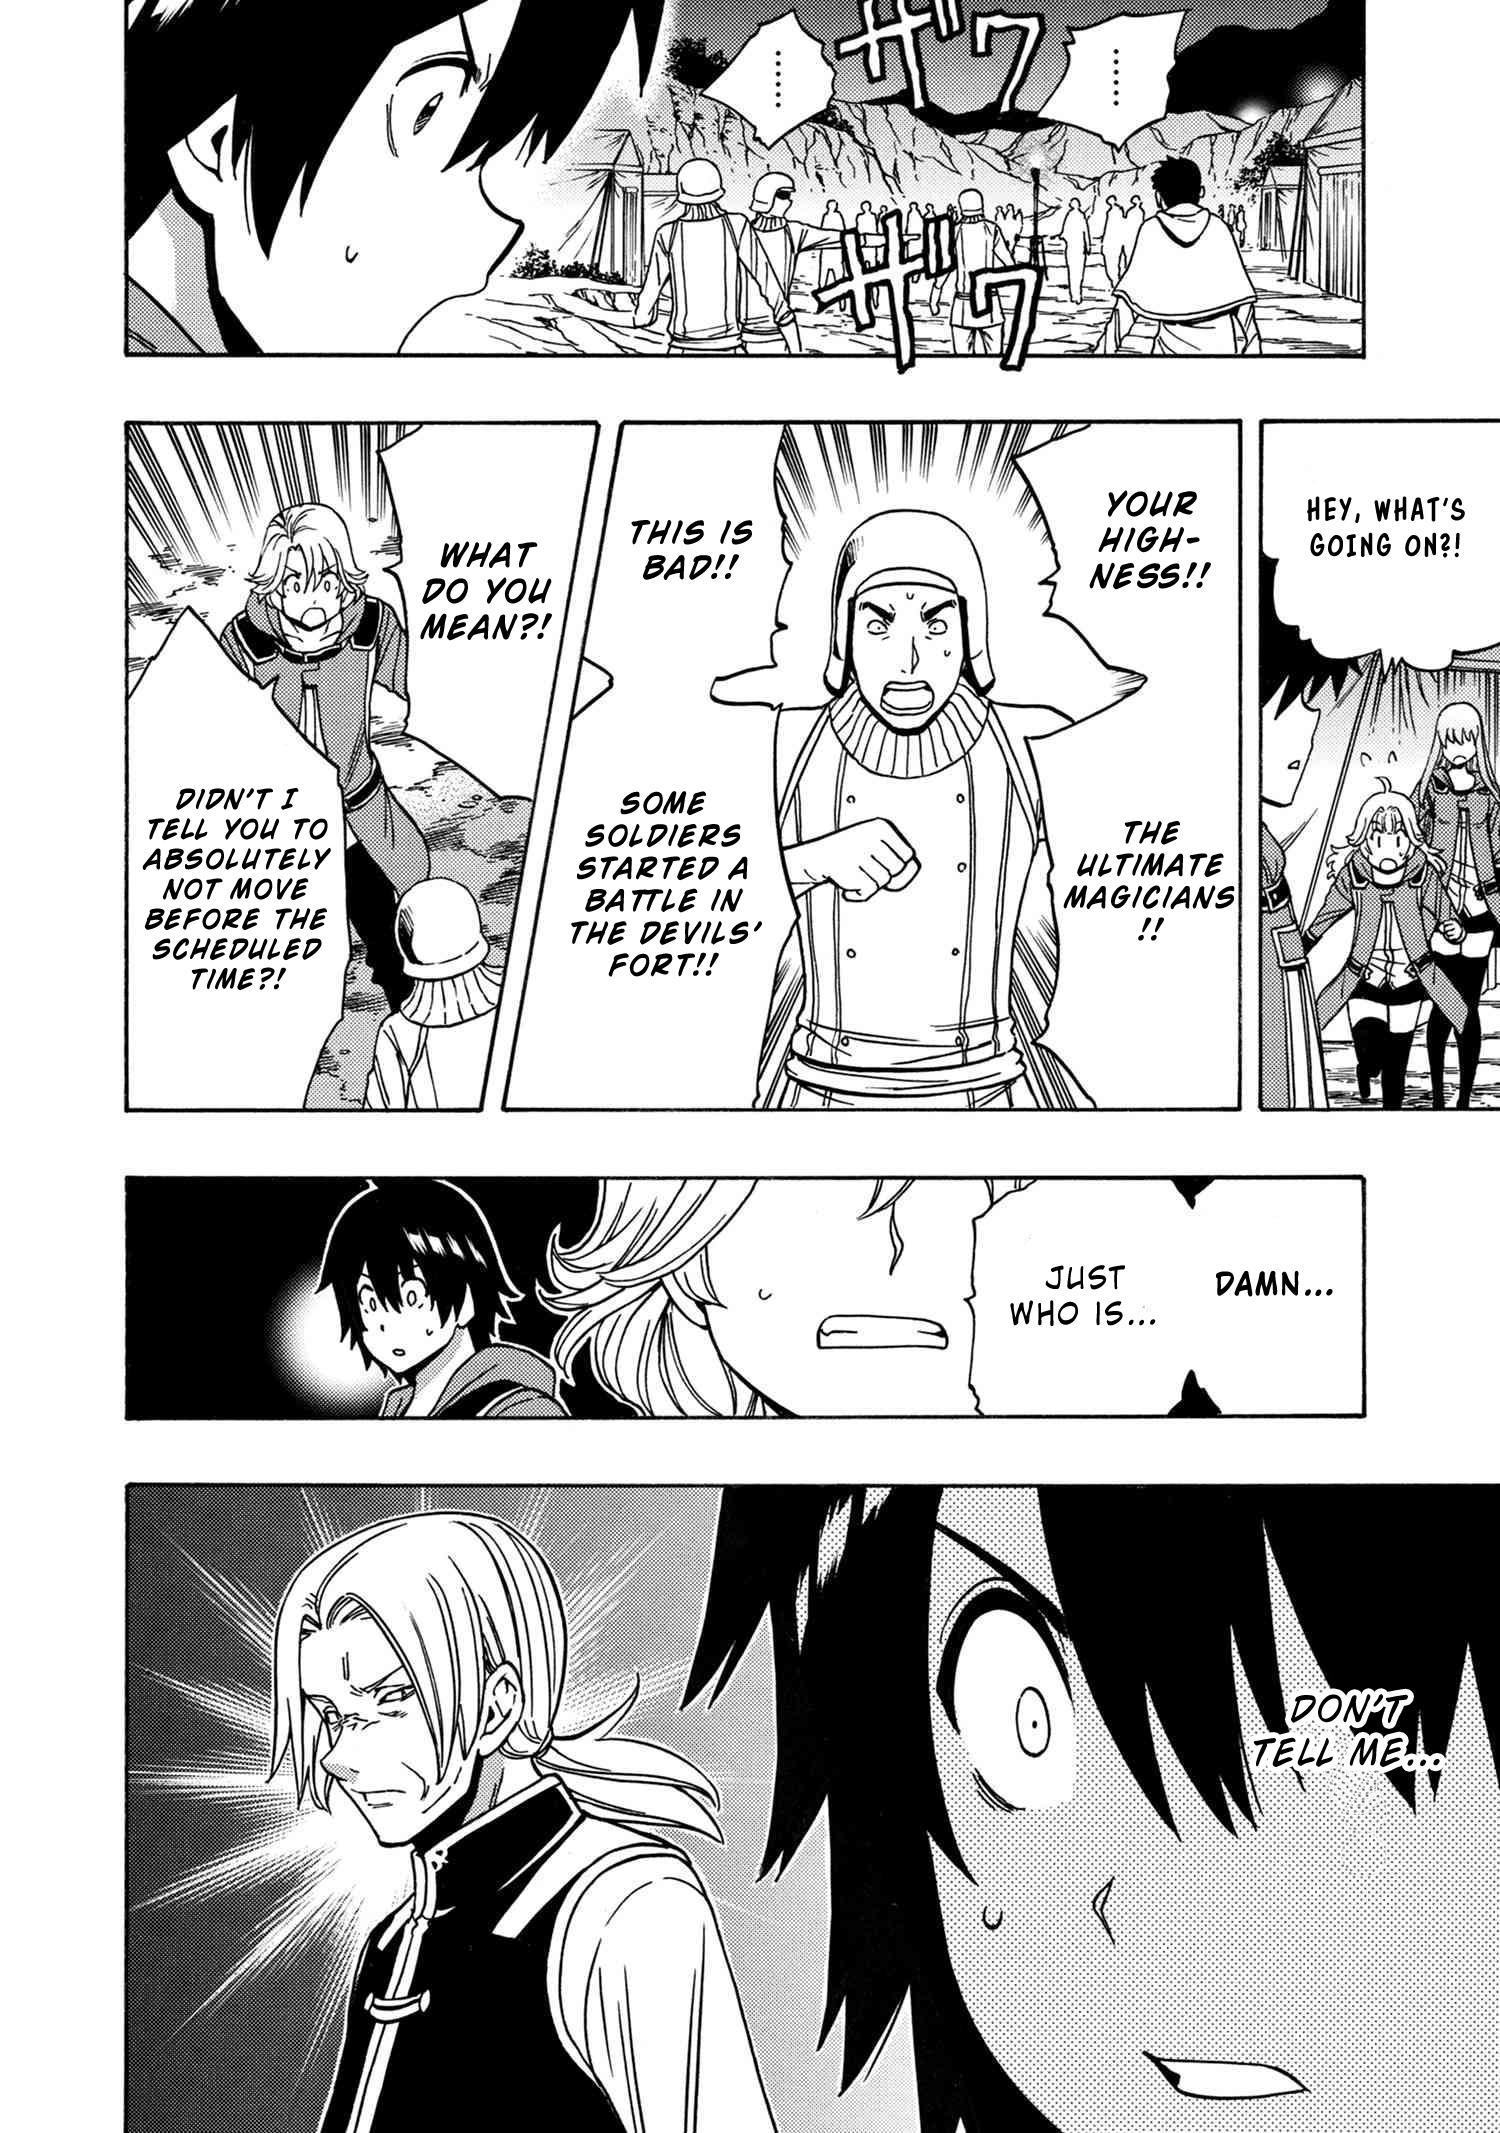 ……
ザワ
……
ザワ
HEY, WHAT'S
GOING ON?!
YOUR
HIGH-
NESS!!
THE
ULTIMATE
MAGICIANS
!!
THIS IS
BAD!!
SOME
SOLDIERS
STARTED A
BATTLE IN
THE DEVILS'
FORT!!
WHAT
DO YOU
MEAN?!
DIDN'T I
TELL YOU TO
ABSOLUTELY
NOT MOVE
BEFORE THE
SCHEDULED
TIME?!
DAMN...
JUST
WHO IS...
DON'T
TELL ME...